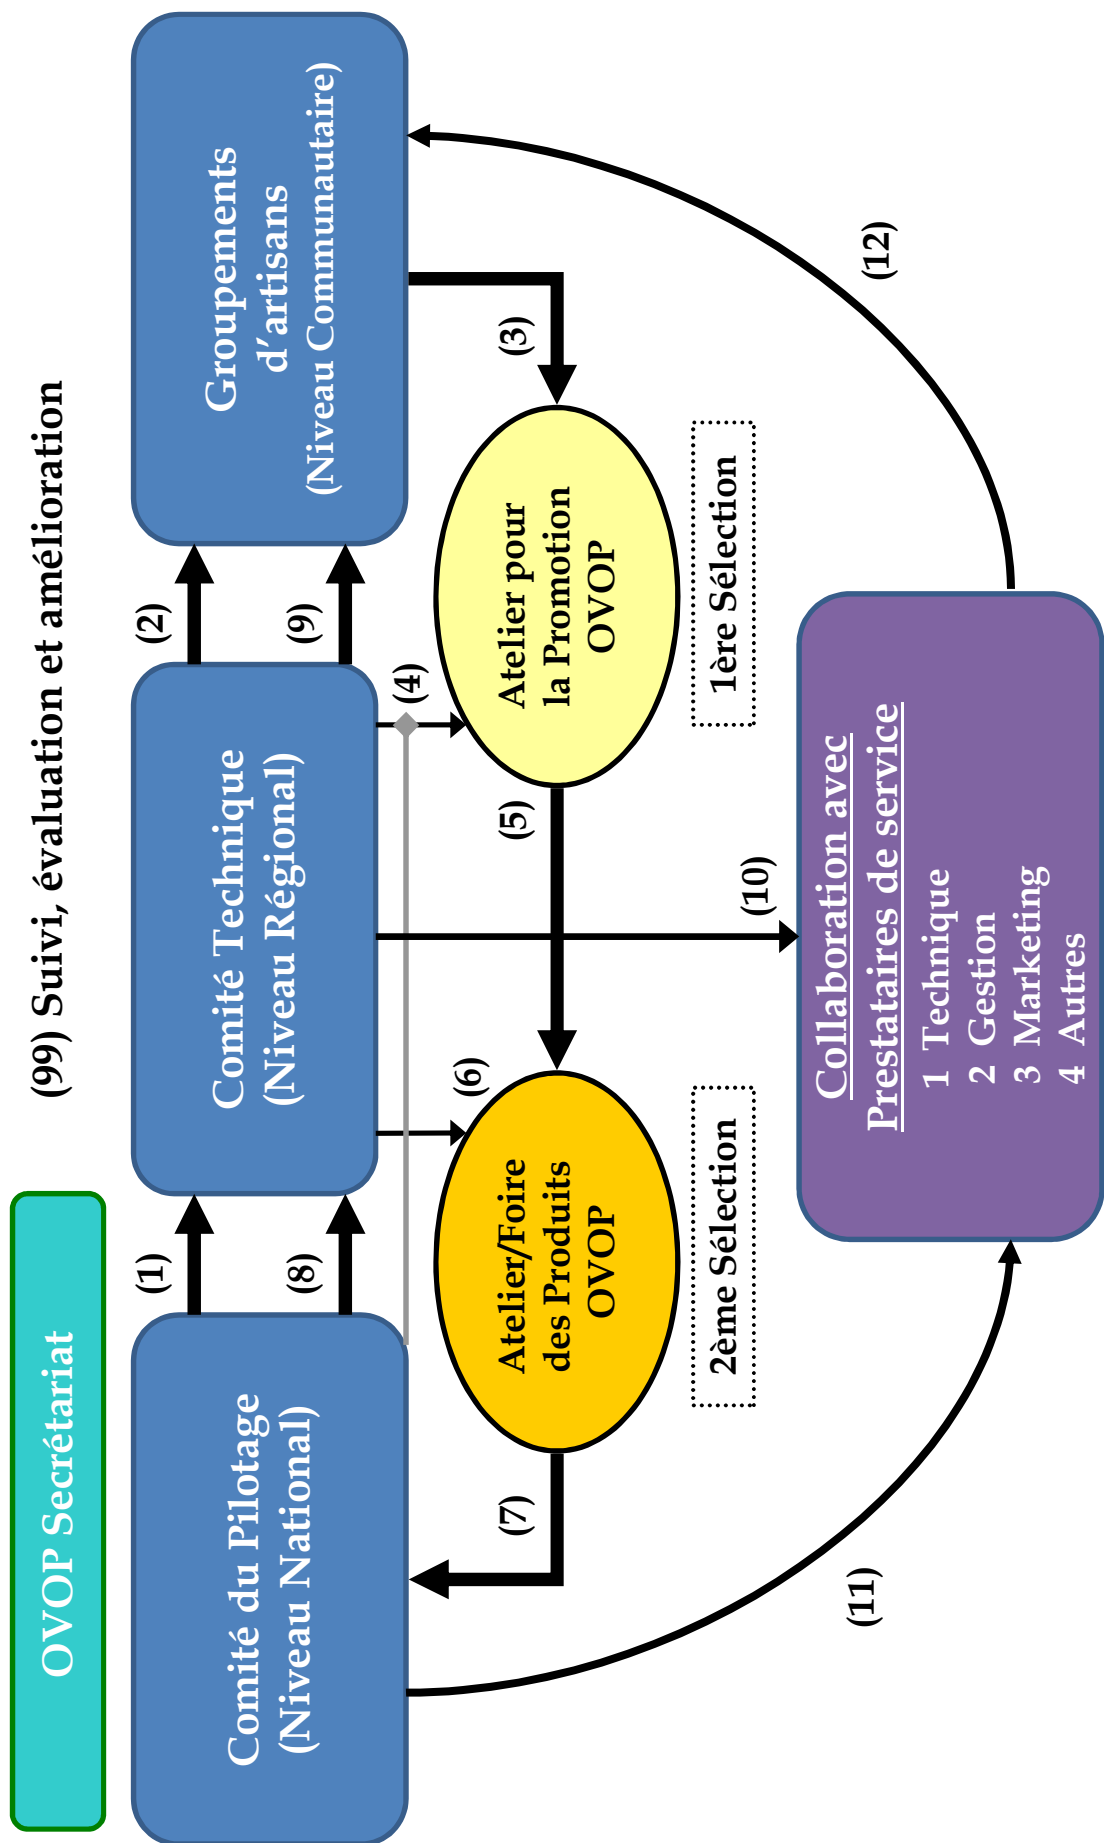 OVOP Secrétariat
(99) Suivi, évaluation et amélioration
Comité du Pilotage
(Niveau National)
(1)
(8)
Comité Technique
(Niveau Régional)
(2)
(9)
Groupements
d’artisans
(Niveau Communautaire)
(7)
(6)
(5)
(4)
(3)
Atelier/Foire
des Produits
OVOP
Atelier pour
la Promotion
OVOP
2ème Sélection
1ère Sélection
(10)
(11)
(12)
Collaboration avec
Prestataires de service
1 Technique
2 Gestion
3 Marketing
4 Autres